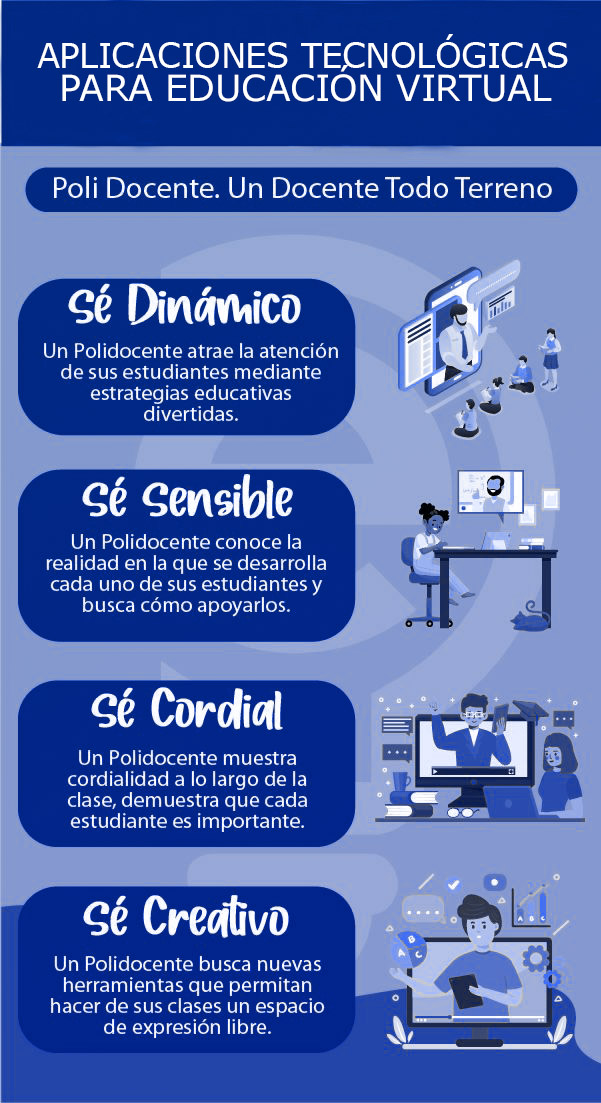 APLICACIONES TECNOLÓGICAS
PARA EDUCACIÓN VIRTUAL
Poli Docente. Un Docente Todo Terreno
Sé Dinámico
Un Polidocente atrae la atención
de sus estudiantes mediante
estrategias educativas
divertidas.
Sé Sensible
Un Polidocente conoce la
realidad en la que se desarrolla
cada uno de sus estudiantes y
busca cómo apoyarlos.
Sé Cordial
Un Polidocente muestra
cordialidad a lo largo de la
clase, demuestra que cada
estudiante es importante.
Sé Creativo
Un Polidocente busca nuevas
herramientas que permitan
hacer de sus clases un espacio
de expresión libre.
A B C
B
A C